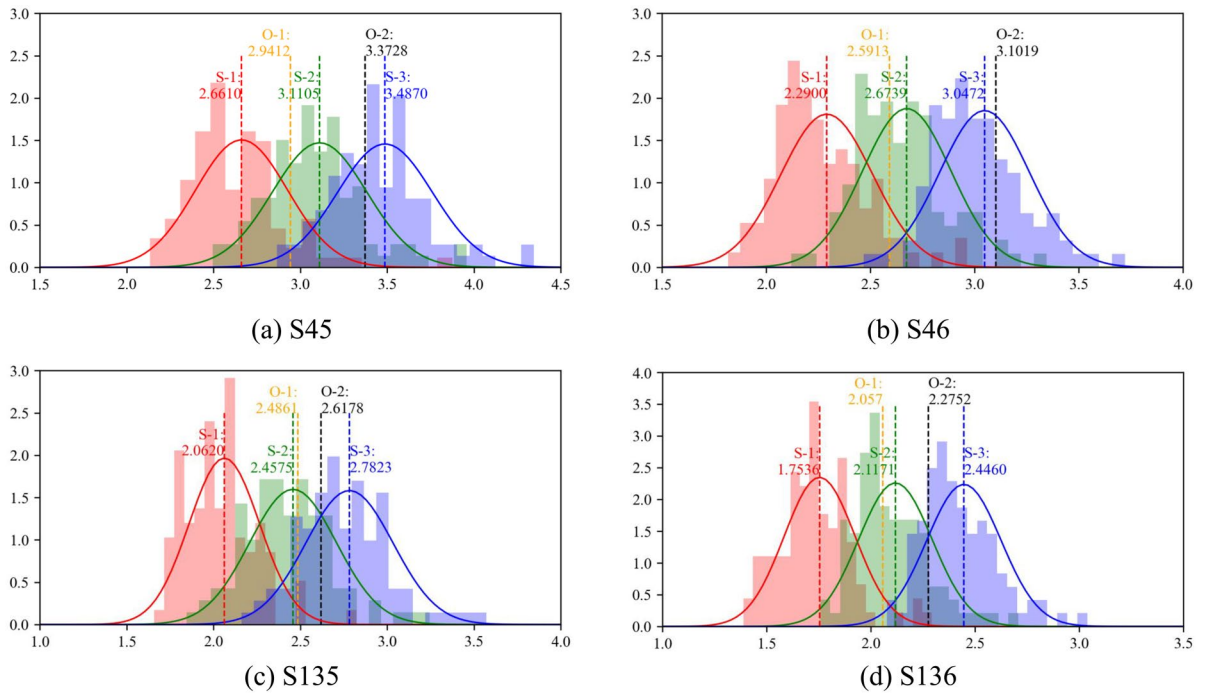 3.0
2.5
2.0
1.5
1.0
0.5
0.0
1.5 2.0 2.5 3.0 3.5 4.0 4.5
O-1:
2.9412
O-2:
3.3728
S-1:
2.6610
S-2:
3.1105
S-3:
3.4870
(a) S45
3.0
2.5
2.0
1.5
1.0
0.5
0.0
1.5 2.0 2.5 3.0 3.5 4.0
O-1:
2.5913
O-2:
3.1019
S-1:
2.2900
S-2:
2.6739
S-3:
3.0472
(b) S46
3.0
2.5
2.0
1.5
1.0
0.5
0.0
1.0 1.5 2.0 2.5 3.0 3.5 4.0
O-1:
2.4861
O-2:
2.6178
S-1:
2.0620
S-2:
2.4575
S-3:
2.7823
(c) S135
4.0
3.5
3.0
2.5
2.0
1.5
1.0
0.5
0.0
1.0 1.5 2.0 2.5 3.0 3.5
O-1:
2.057
O-2:
2.2752
S-1:
1.7536
S-2:
2.1171
S-3:
2.4460
(d) S136